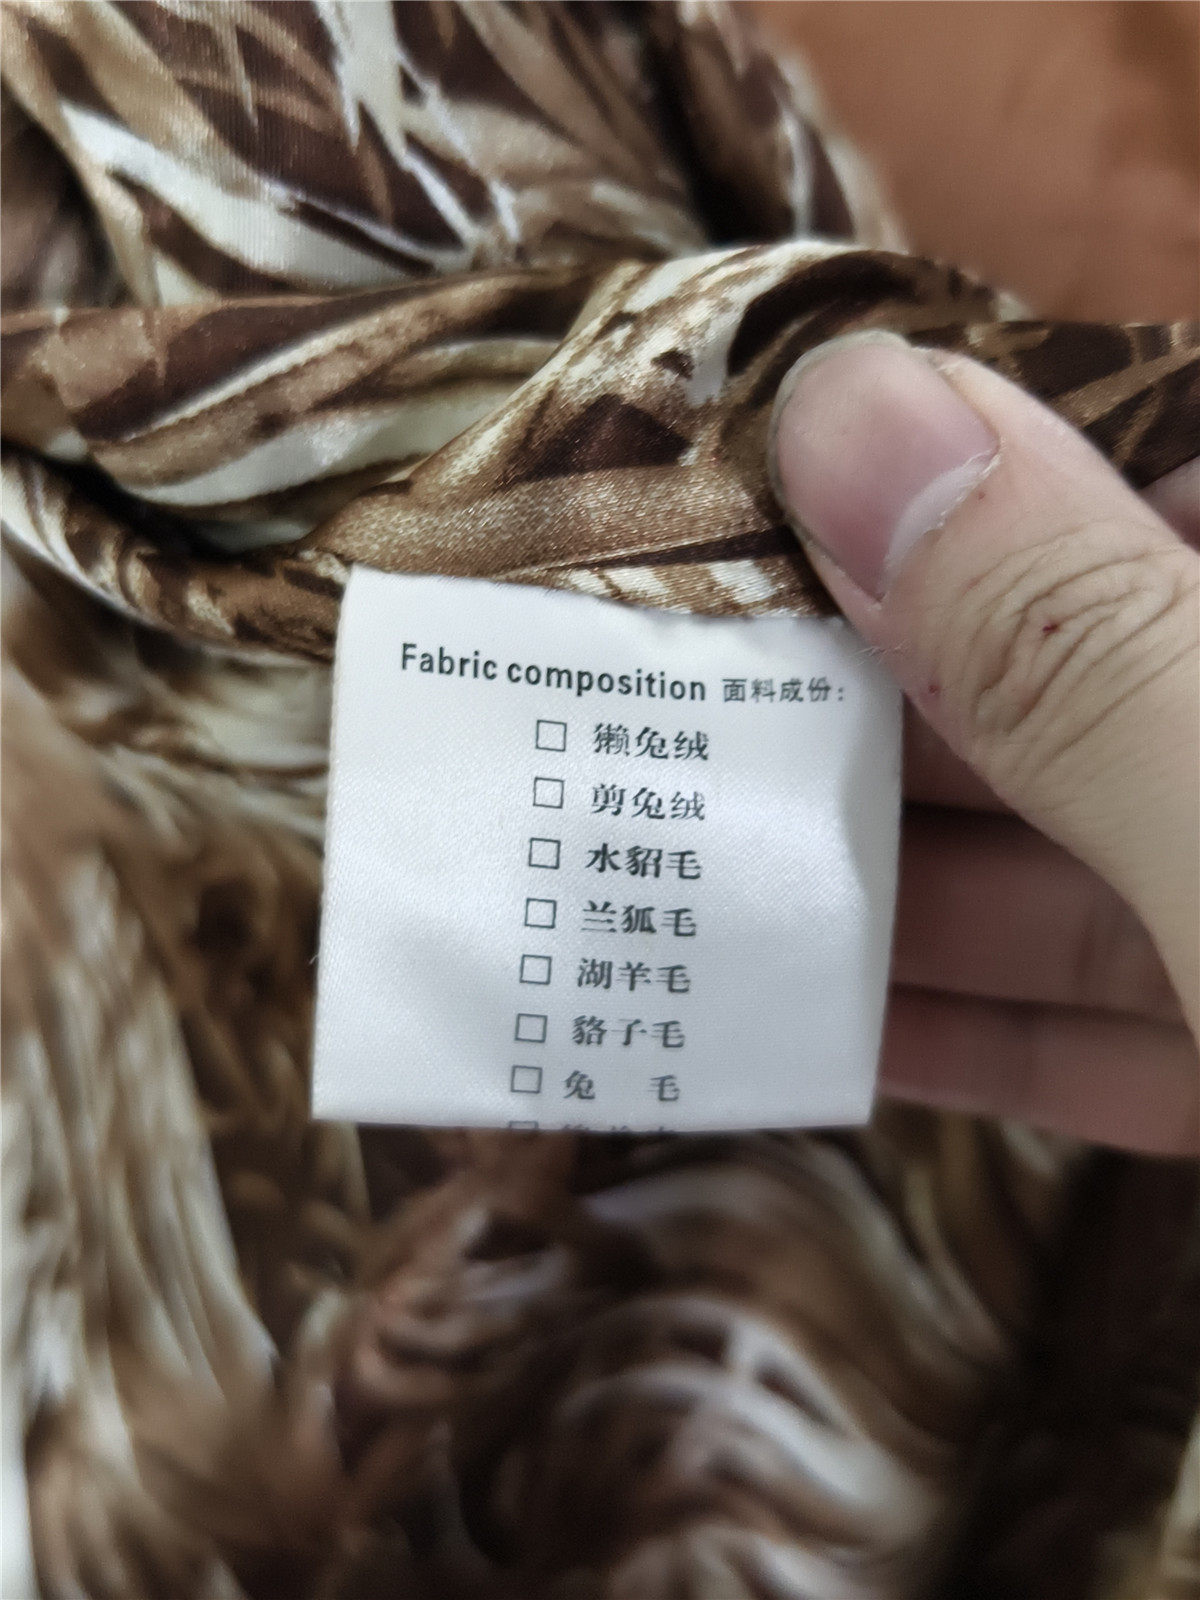 Fabric composition 面料成份:
□ 獭兔绒
□ 剪兔绒
□ 水貂毛
□ 兰狐毛
□ 湖羊毛
□ 貉子毛
□ 兔 毛